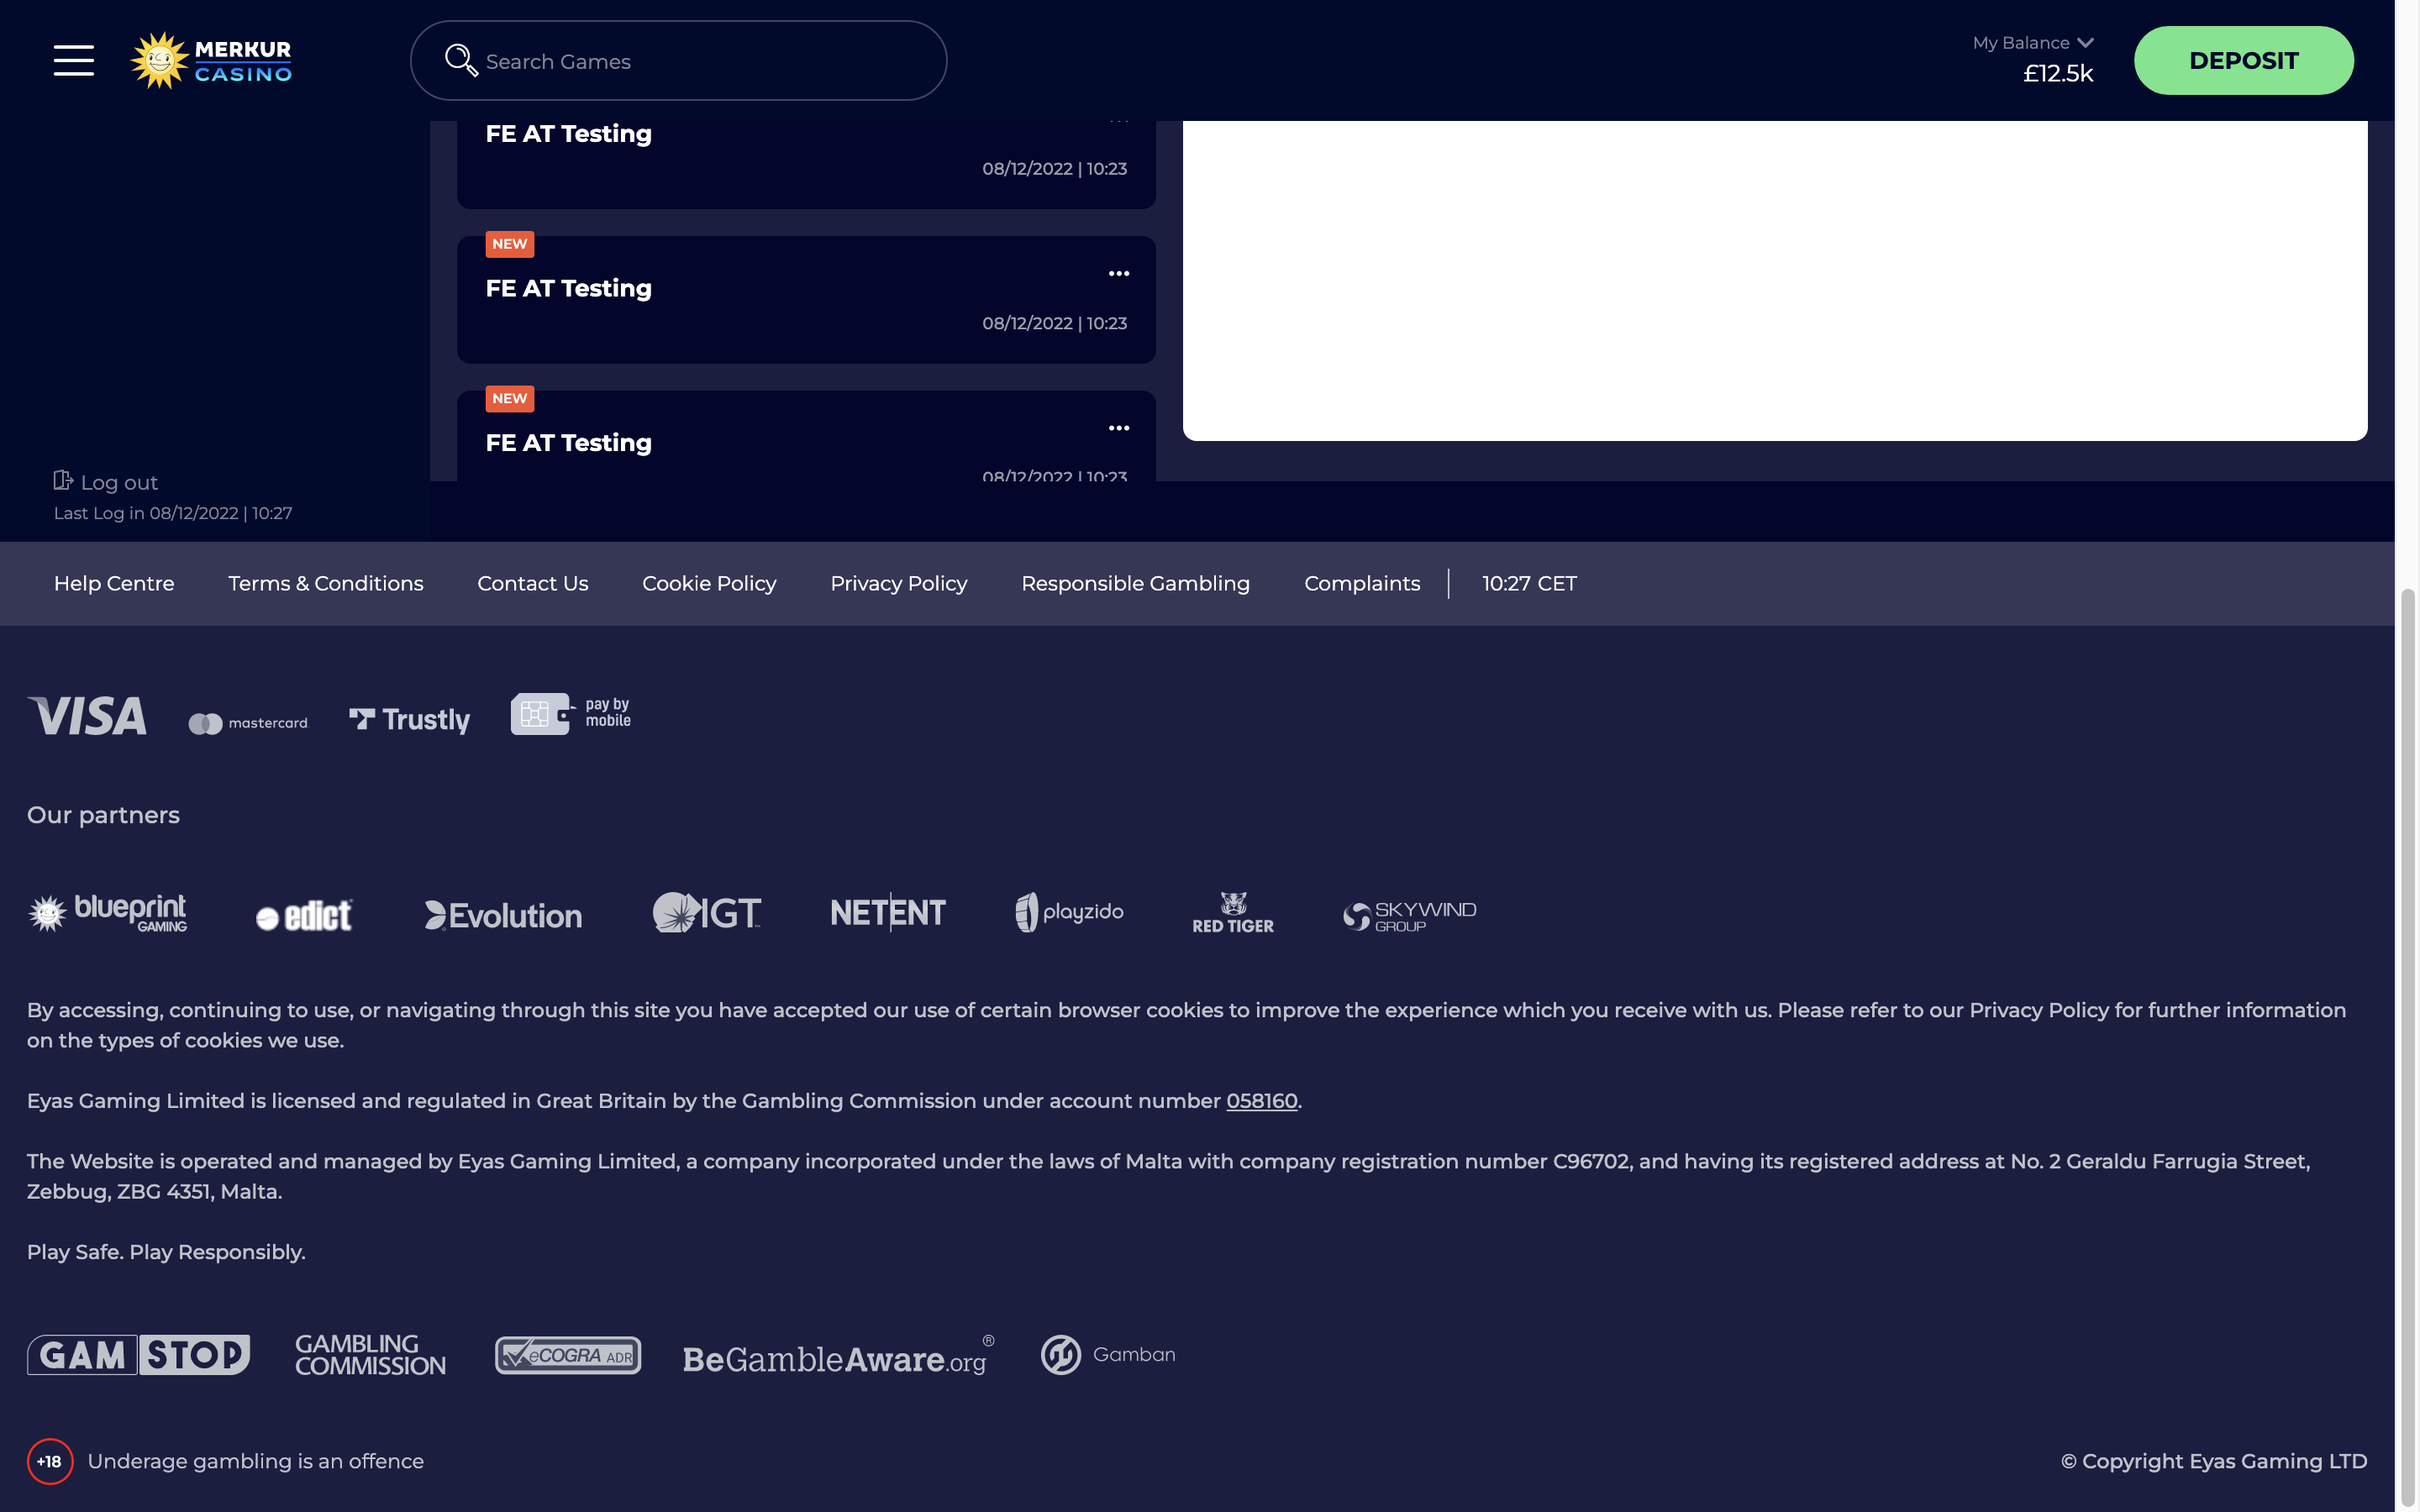 MERKUR
CASINO
Search Games
My Balance
£12.5k
DEPOSIT
FE AT Testing
08/12/2022 | 10:23
NEW
FE AT Testing
08/12/2022 | 10:23
NEW
FE AT Testing
08/12/2022 | 10:23
Log out
Last Log in 08/12/2022 | 10:27
Help Centre Terms & Conditions Contact Us Cookie Policy Privacy Policy Responsible Gambling Complaints 10:27 CET
VISA mastercard Trustly pay by
mobile
Our partners
blueprint GAMING edict Evolution IGT NETENT playzido RED TIGER SKYWIND GROUP
By accessing, continuing to use, or navigating through this site you have accepted our use of certain browser cookies to improve the experience which you receive with us. Please refer to our Privacy Policy for further information
on the types of cookies we use.
Eyas Gaming Limited is licensed and regulated in Great Britain by the Gambling Commission under account number 058160.
The Website is operated and managed by Eyas Gaming Limited, a company incorporated under the laws of Malta with company registration number C96702, and having its registered address at No. 2 Geraldu Farrugia Street,
Zebbug, ZBG 4351, Malta.
Play Safe. Play Responsibly.
GAM STOP GAMBLING
COMMISSION eCOGRA ADR BeGambleAware.org® Gamban
+18 Underage gambling is an offence
© Copyright Eyas Gaming LTD